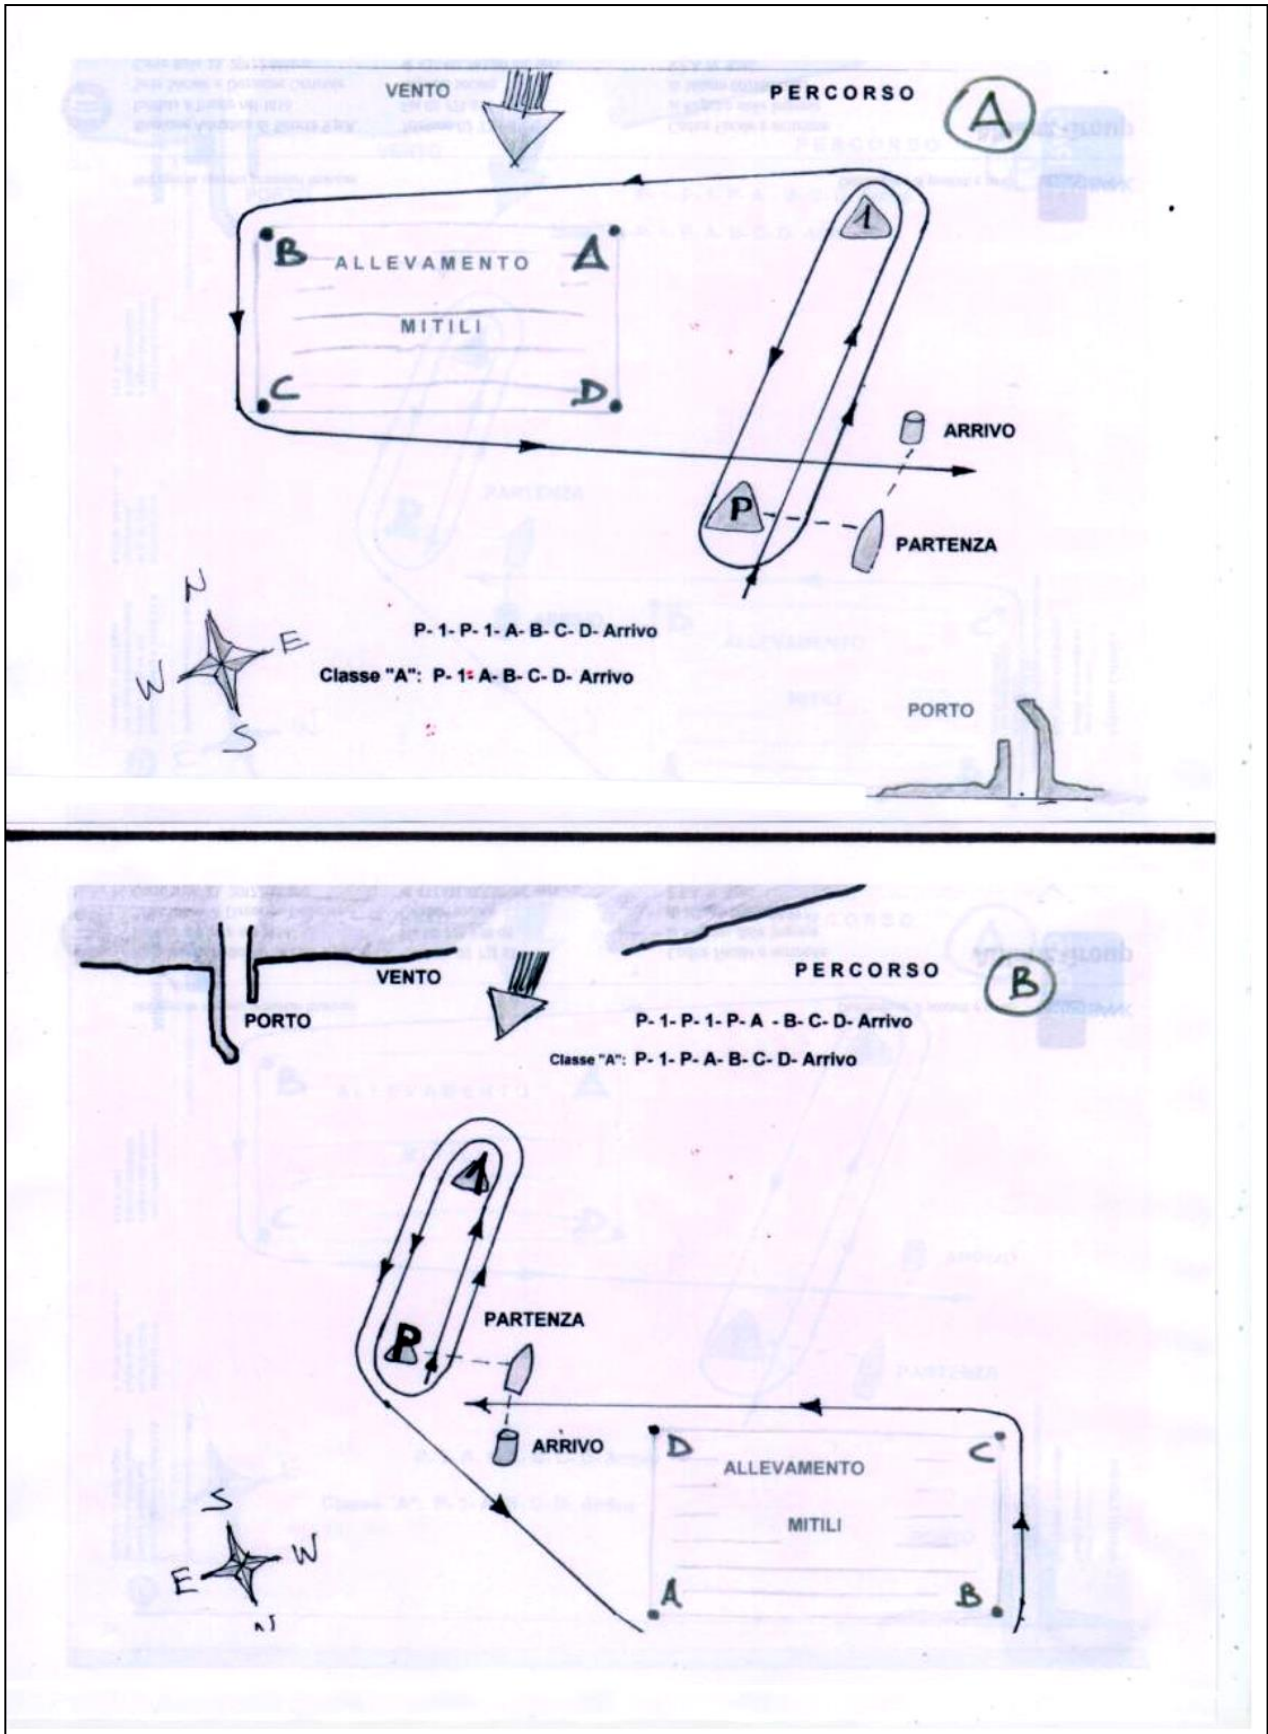 VENTO
PERCORSO A
1
B ALLEVAMENTO A
MITILI
C D
ARRIVO
P
PARTENZA
N
E
W
S
P- 1- P- 1- A- B- C- D- Arrivo
Classe "A": P- 1- A- B- C- D- Arrivo
PORTO
VENTO
PERCORSO B
PORTO
P- 1- P- 1- P- A - B- C- D- Arrivo
Classe "A": P- 1- P- A- B- C- D- Arrivo
1
PARTENZA
P
ARRIVO
D C
ALLEVAMENTO
MITILI
A B
S
W
E
N